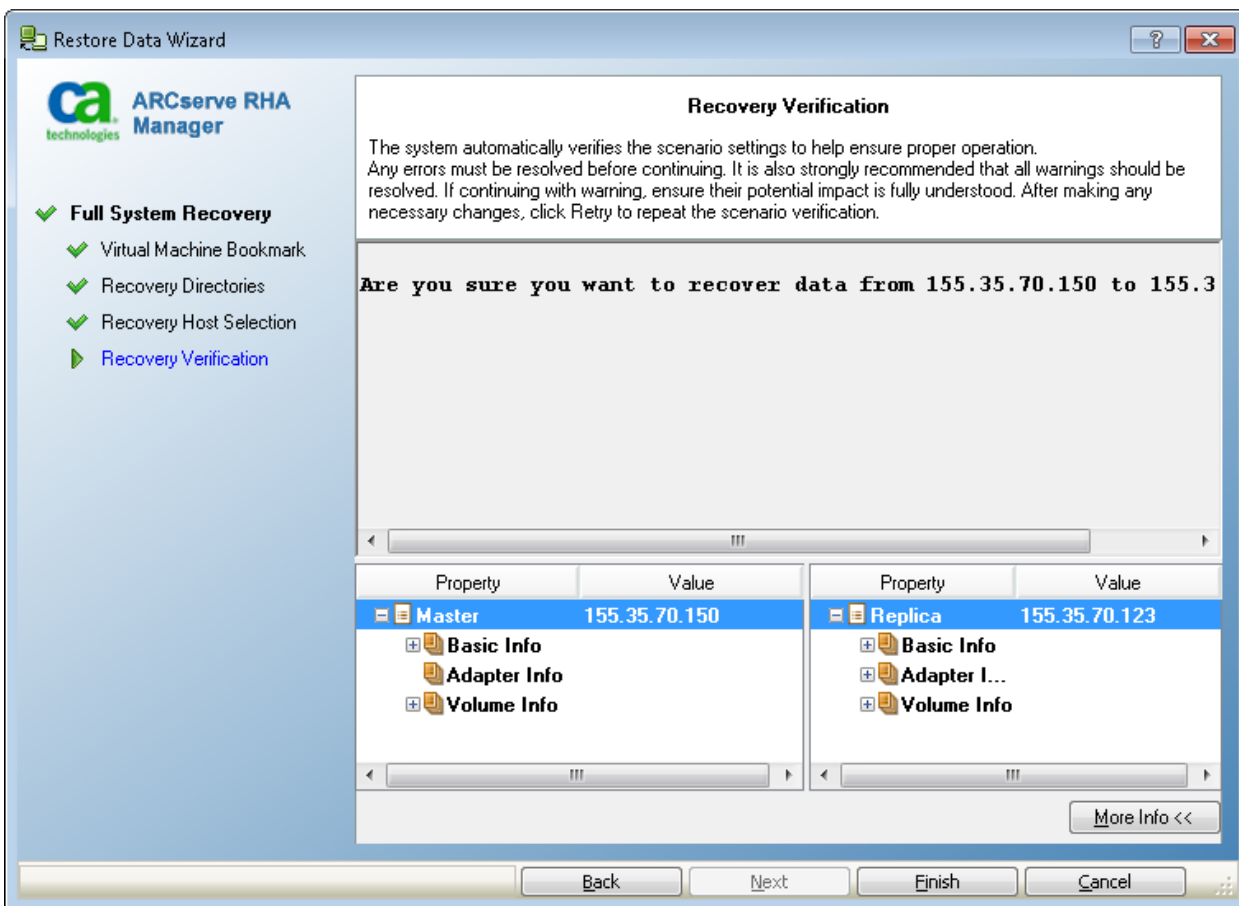 Restore Data Wizard
ca
technologies
ARCserve RHA
Manager
Full System Recovery
Virtual Machine Bookmark
Recovery Directories
Recovery Host Selection
Recovery Verification
Recovery Verification
The system automatically verifies the scenario settings to help ensure proper operation.
Any errors must be resolved before continuing. It is also strongly recommended that all warnings should be
resolved. If continuing with warning, ensure their potential impact is fully understood. After making any
necessary changes, click Retry to repeat the scenario verification.
Are you sure you want to recover data from 155.35.70.150 to 155.3
Property Value
Master 155.35.70.150
Basic Info
Adapter Info
Volume Info
Property Value
Replica 155.35.70.123
Basic Info
Adapter I...
Volume Info
More Info <<
Back Next Finish Cancel